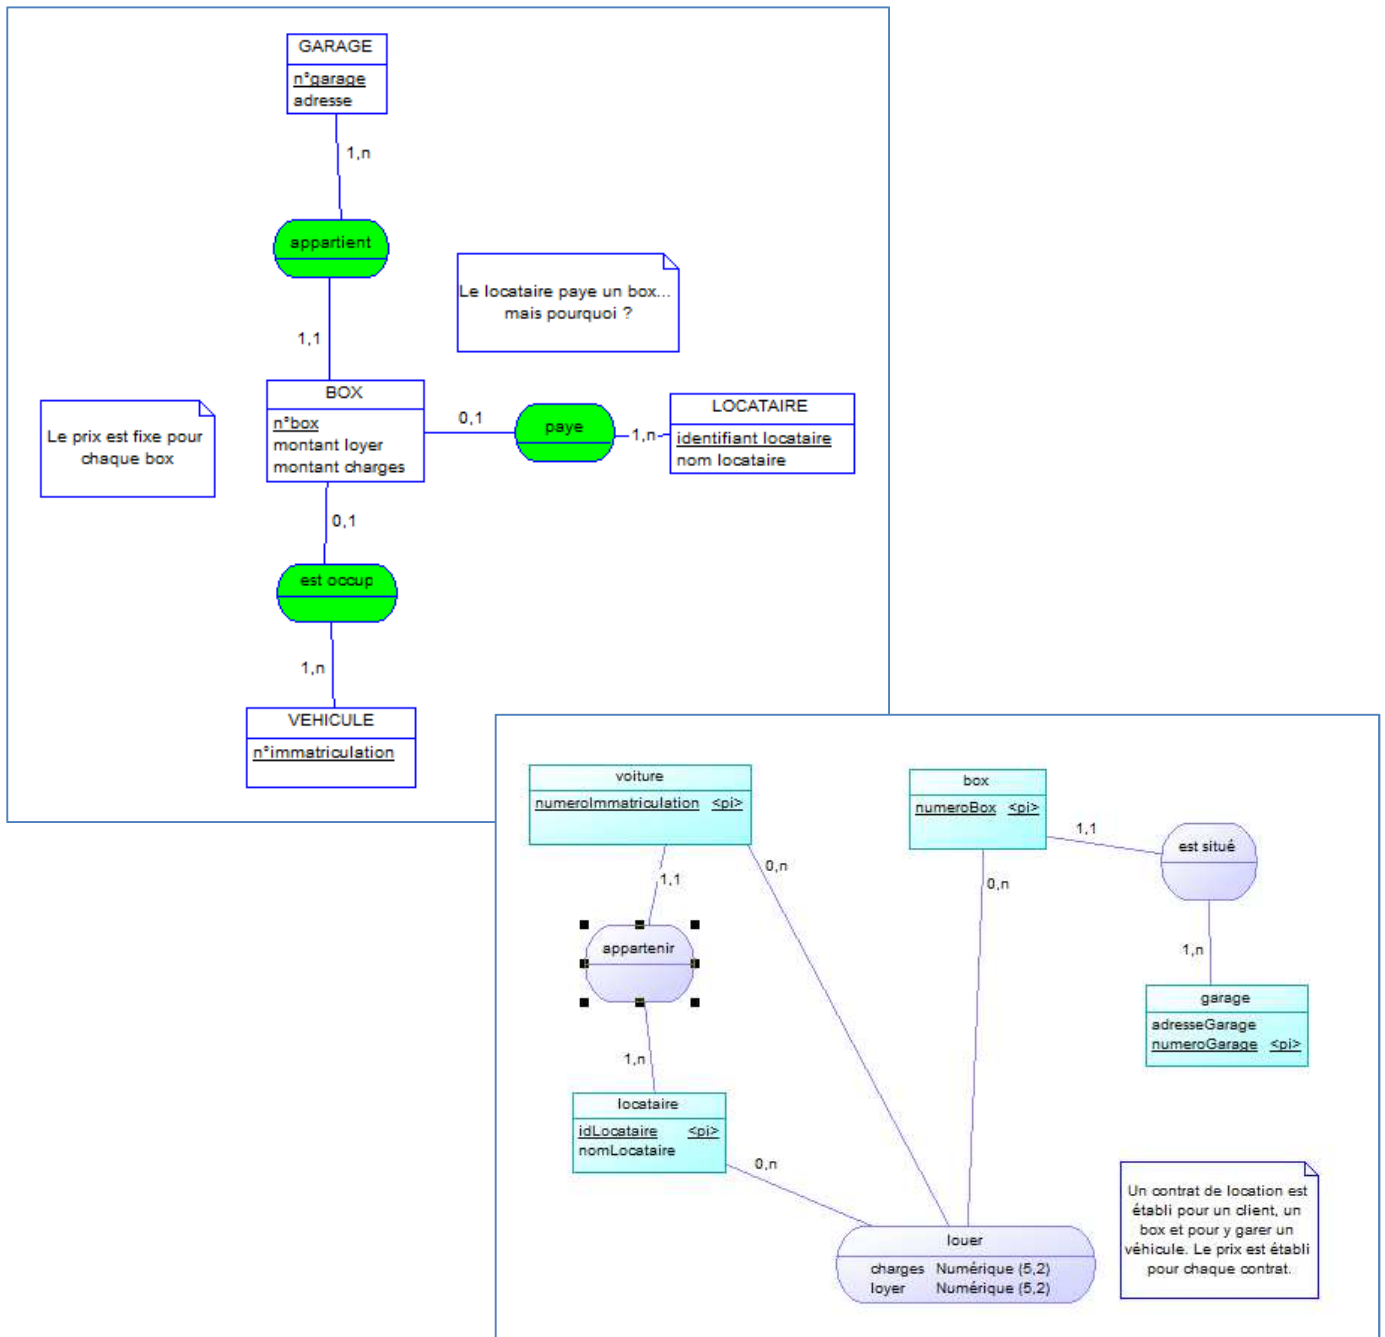 GARAGE
n°garage
adresse
1,n
appartient
Le locataire paye un box...
mais pourquoi ?
1,1
BOX
n°box
montant loyer
montant charges
0,1
paye
1,n
LOCATAIRE
identifiant locataire
nom locataire
Le prix est fixe pour
chaque box
0,1
est occup
1,n
VEHICULE
n°immatriculation
voiture
numeroImmatriculation <pi>
box
numeroBox <pi>
1,1
est situé
1,1
0,n
0,n
appartenir
1,n
garage
adresseGarage
numeroGarage <pi>
1,n
locataire
idLocataire <pi>
nomLocataire
0,n
Un contrat de location est
établi pour un client, un
box et pour y garer un
véhicule. Le prix est établi
pour chaque contrat.
louer
charges Numérique (5,2)
loyer Numérique (5,2)